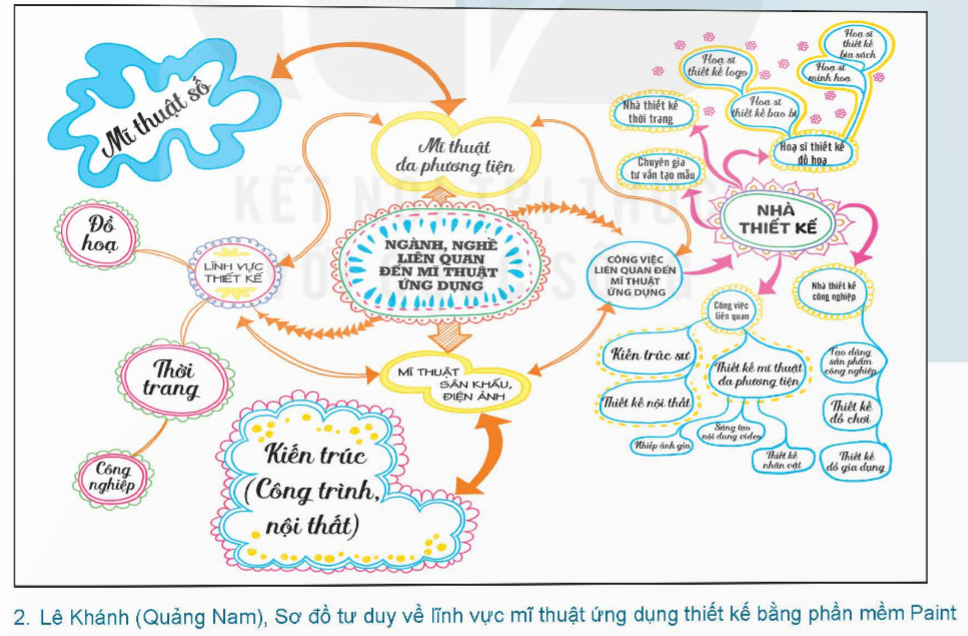 Mĩ thuật số
Mĩ thuật
đa phương tiện
Đồ
hoạ
LĨNH VỰC
THIẾT KẾ
Thời
trang
Công
nghiệp
NGÀNH, NGHỀ
LIÊN QUAN
ĐẾN MĨ THUẬT
ỨNG DỤNG
MĨ THUẬT
SÂN KHẤU,
ĐIỆN ẢNH
Kiến trúc
(Công trình,
nội thất)
CÔNG VIỆC
LIÊN QUAN ĐẾN
MĨ THUẬT
ỨNG DỤNG
NHÀ
THIẾT KẾ
Nhà thiết kế
thời trang
Chuyên gia
tư vấn tạo mẫu
Hoạ sĩ thiết kế
đồ hoạ
Hoạ sĩ
thiết kế logo
Hoạ sĩ
thiết kế bao bì
Hoạ sĩ
minh hoạ
Hoạ sĩ
thiết kế
bìa sách
Công việc
liên quan
Kiến trúc sư
Thiết kế nội thất
Thiết kế mĩ thuật
đa phương tiện
Nhiếp ảnh gia
Sáng tạo
nội dung video
Thiết kế
nhân vật
Nhà thiết kế
công nghiệp
Tạo dáng
sản phẩm
công nghiệp
Thiết kế
đồ chơi
Thiết kế
đồ gia dụng
KẾT NỐI TRI THỨC
2. Lê Khánh (Quảng Nam), Sơ đồ tư duy về lĩnh vực mĩ thuật ứng dụng thiết kế bằng phần mềm Paint